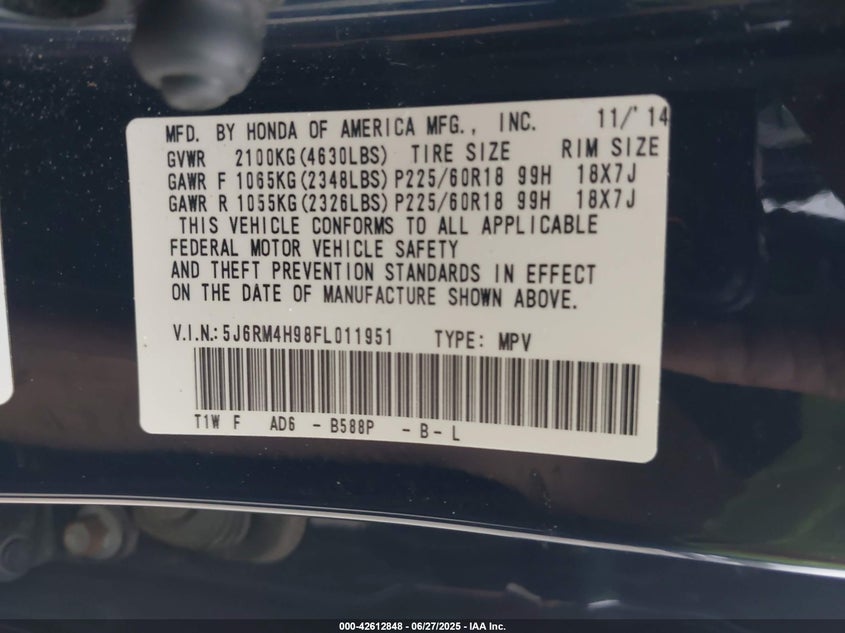 MFD. BY HONDA OF AMERICA MFG., INC. 11/'14
GVWR 2100KG(4630LBS) TIRE SIZE RIM SIZE
GAWR F 1065KG(2348LBS)P225/60R18 99H 18X7J
GAWR R 1055KG(2326LBS)P225/60R18 99H 18X7J
THIS VEHICLE CONFORMS TO ALL APPLICABLE
FEDERAL MOTOR VEHICLE SAFETY
AND THEFT PREVENTION STANDARDS IN EFFECT
ON THE DATE OF MANUFACTURE SHOWN ABOVE.
V.I.N.: 5J6RM4H98FL011951 TYPE: MPV
T1W F AD6 - B588P - B - L
000-42612848 - 06/27/2025 - IAA Inc.